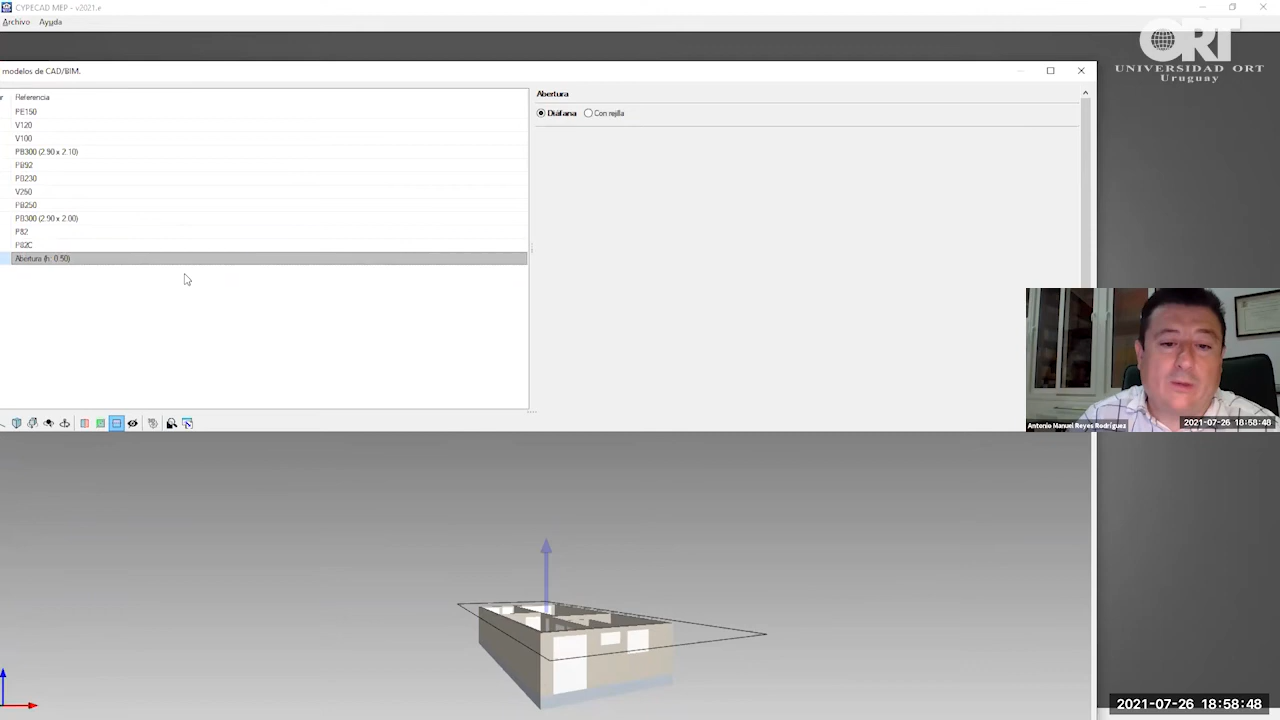 CYPECAD MEP - v2021.e
Archivo Ayuda
ORT
UNIVERSIDAD ORT
Uruguay
modelos de CAD/BIM.
Referencia
PE150
V120
V100
PB300 (2.90 x 2.10)
PB92
PB230
V250
PB250
PB300 (2.90 x 2.00)
P82
P82C
Abertura (h: 0.50)
Abertura
Diáfana Con rejilla
Antonio Manuel Reyes Rodríguez
2021-07-26 18:58:48
2021-07-26 18:58:48